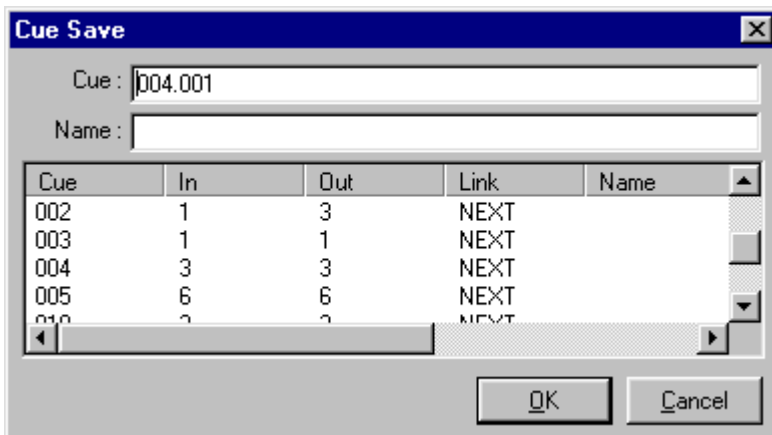 Cue Save
Cue : 004.001
Name :
Cue In Out Link Name
002 1 3 NEXT
003 1 1 NEXT
004 3 3 NEXT
005 6 6 NEXT
NEXT
OK Cancel